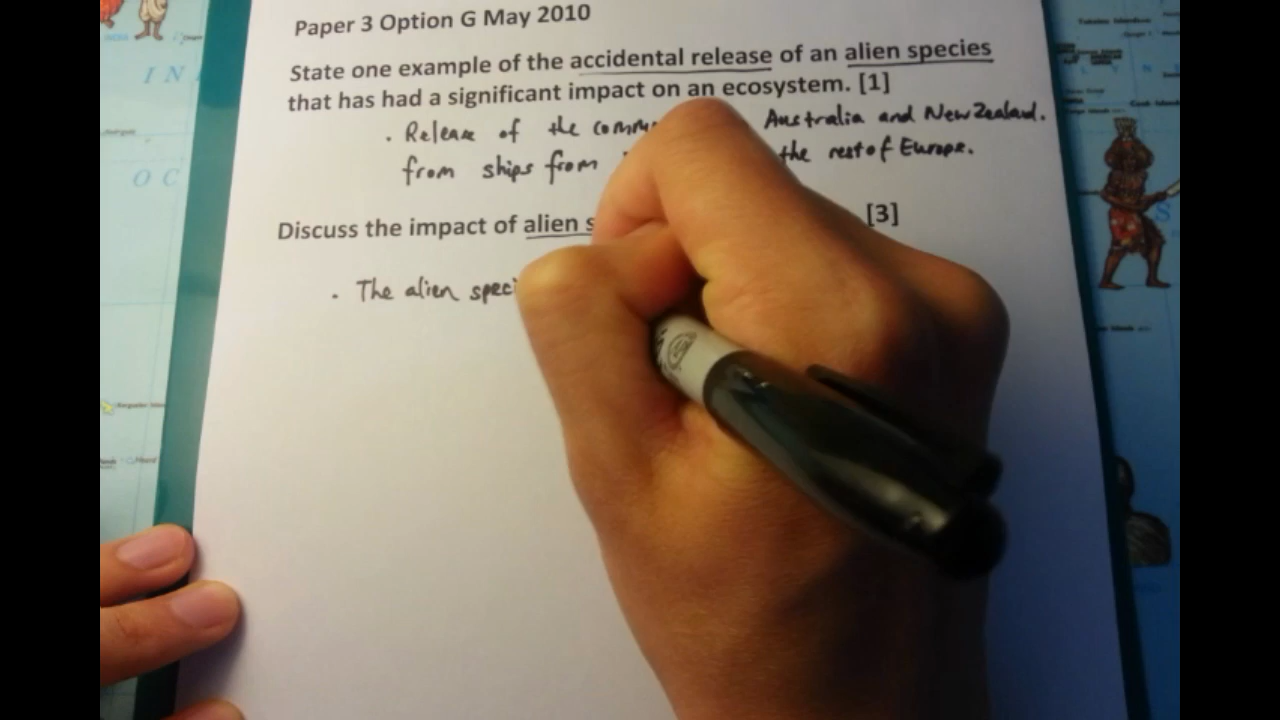 Paper 3 Option G May 2010
State one example of the accidental release of an alien species
that has had a significant impact on an ecosystem. [1]
. Release of the Australia and New Zealand.
from ships from the rest of Europe.
Discuss the impact of alien [3]
. The alien
I N
O C